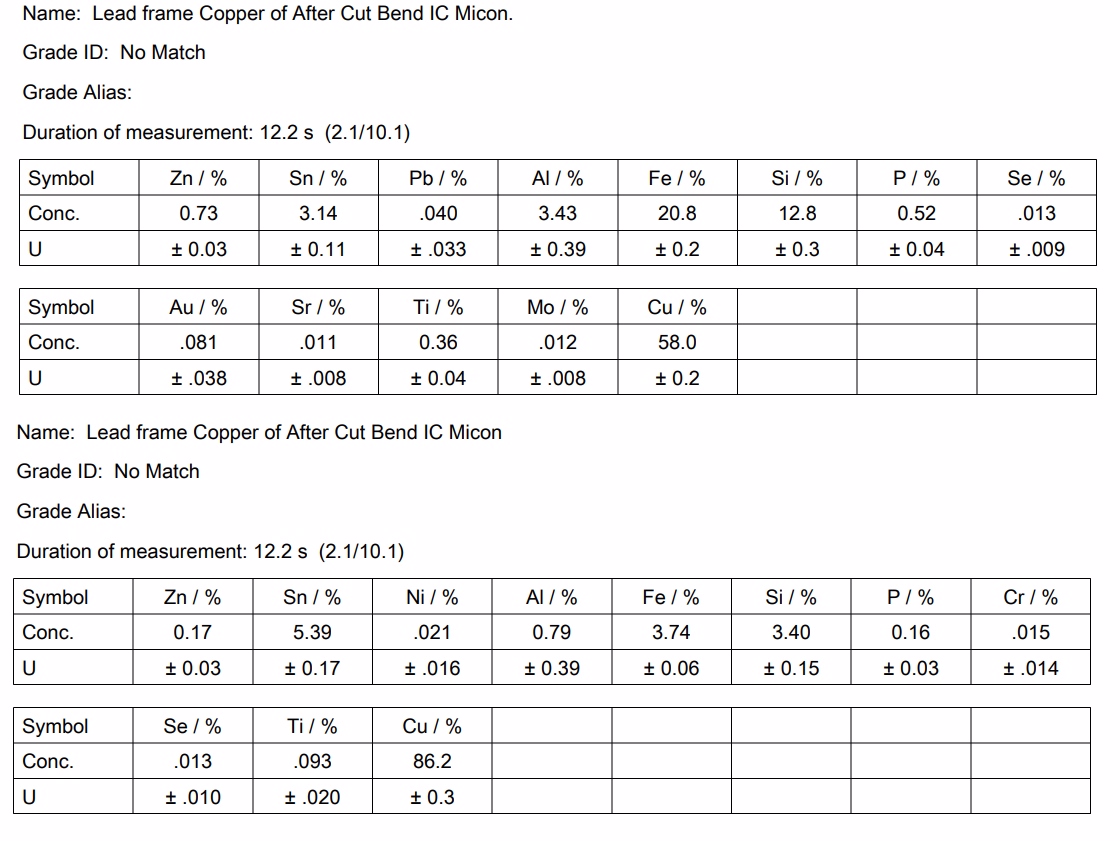 Name: Lead frame Copper of After Cut Bend IC Micon.
Grade ID: No Match
Grade Alias:
Duration of measurement: 12.2 s (2.1/10.1)
Symbol Zn / % Sn / % Pb / % Al / % Fe / % Si / % P / % Se / %
Conc. 0.73 3.14 .040 3.43 20.8 12.8 0.52 .013
U ± 0.03 ± 0.11 ± .033 ± 0.39 ± 0.2 ± 0.3 ± 0.04 ± .009
Symbol Au / % Sr / % Ti / % Mo / % Cu / %
Conc. .081 .011 0.36 .012 58.0
U ± .038 ± .008 ± 0.04 ± .008 ± 0.2
Name: Lead frame Copper of After Cut Bend IC Micon
Grade ID: No Match
Grade Alias:
Duration of measurement: 12.2 s (2.1/10.1)
Symbol Zn / % Sn / % Ni / % Al / % Fe / % Si / % P / % Cr / %
Conc. 0.17 5.39 .021 0.79 3.74 3.40 0.16 .015
U ± 0.03 ± 0.17 ± .016 ± 0.39 ± 0.06 ± 0.15 ± 0.03 ± .014
Symbol Se / % Ti / % Cu / %
Conc. .013 .093 86.2
U ± .010 ± .020 ± 0.3